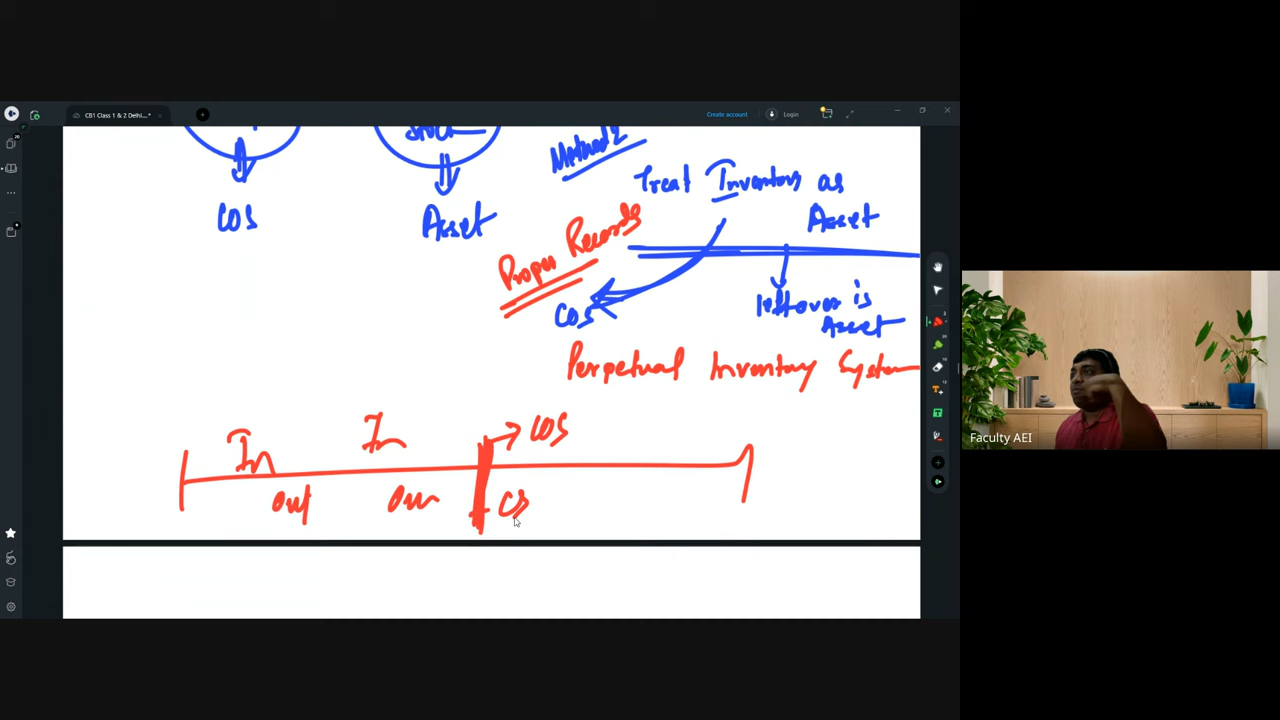 CB1 Class 1 & 2 Delhi...*
Create account
Login
Stock
Method 2
COS
Asset
Treat Inventory as
Asset
Proper Records
COS
leftover is
Asset
Perpetual Inventory System
In
In
COS
Out
Out
CS
Faculty AEI